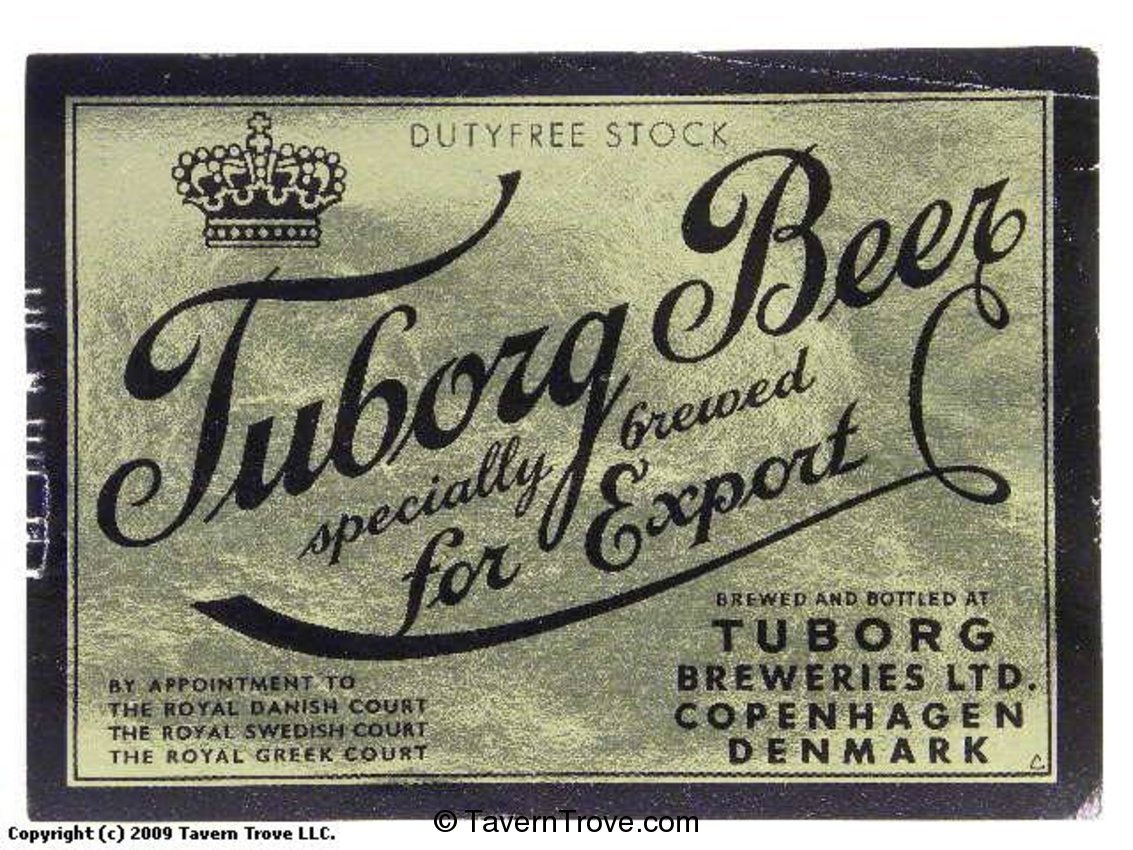 DUTYFREE STOCK
Tuborg Beer
specially brewed
for Export
BREWED AND BOTTLED AT
TUBORG
BREWERIES LTD.
COPENHAGEN
DENMARK
BY APPOINTMENT TO
THE ROYAL DANISH COURT
THE ROYAL SWEDISH COURT
THE ROYAL GREEK COURT
C
Copyright (c) 2009 Tavern Trove LLC.
© TavernTrove.com